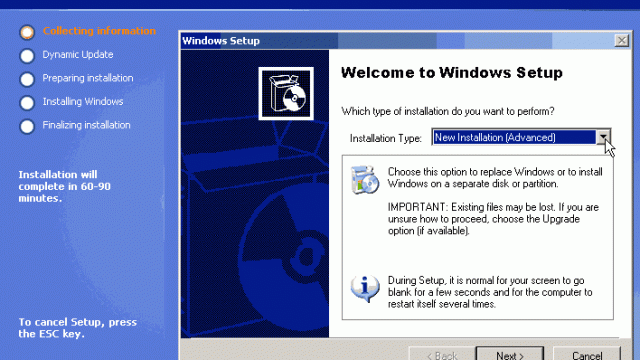 Collecting information
Dynamic Update
Preparing installation
Installing Windows
Finalizing installation
Installation will
complete in 60-90
minutes.
To cancel Setup, press
the ESC key.
Windows Setup
Welcome to Windows Setup
Which type of installation do you want to perform?
Installation Type: New Installation (Advanced)
Choose this option to replace Windows or to install
Windows on a separate disk or partition.
IMPORTANT: Existing files may be lost. If you are
unsure how to proceed, choose the Upgrade
option (if available).
During Setup, it is normal for your screen to go
blank for a few seconds and for the computer to
restart itself several times.
< Back Next > Cancel